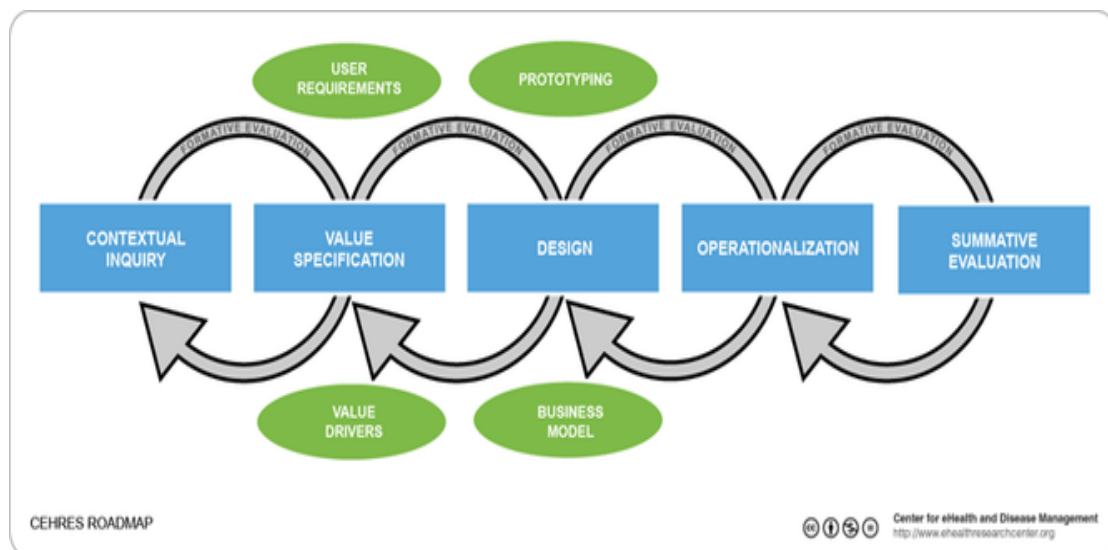 USER
REQUIREMENTS
PROTOTYPING
FORMATIVE EVALUATION
FORMATIVE EVALUATION
FORMATIVE EVALUATION
FORMATIVE EVALUATION
CONTEXTUAL
INQUIRY
VALUE
SPECIFICATION
DESIGN
OPERATIONALIZATION
SUMMATIVE
EVALUATION
VALUE
DRIVERS
BUSINESS
MODEL
CEHRES ROADMAP
cc
Center for eHealth and Disease Management
http://www.ehealthresearchcenter.org